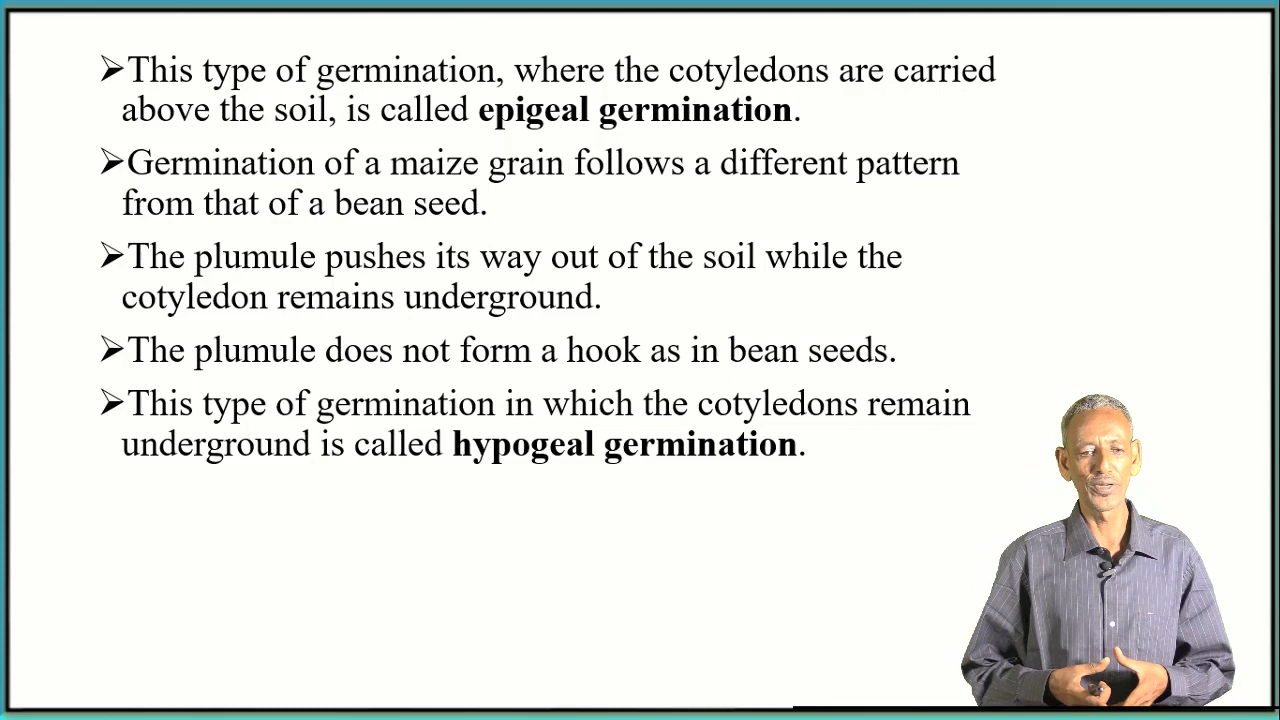 ➢This type of germination, where the cotyledons are carried
above the soil, is called epigeal germination.
➢Germination of a maize grain follows a different pattern
from that of a bean seed.
➢The plumule pushes its way out of the soil while the
cotyledon remains underground.
➢The plumule does not form a hook as in bean seeds.
➢This type of germination in which the cotyledons remain
underground is called hypogeal germination.